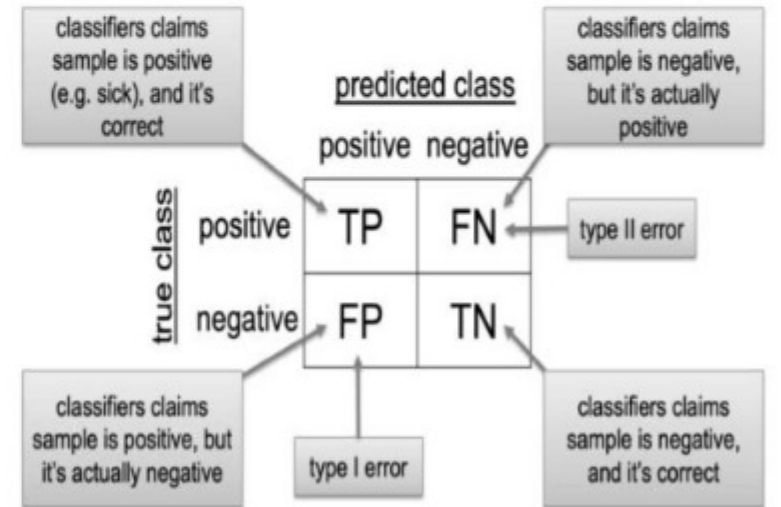 classifiers claims
sample is positive
(e.g. sick), and it's
correct
classifiers claims
sample is negative,
but it's actually
positive
predicted class
positive negative
true class
positive
TP
FN
type II error
negative
FP
TN
classifiers claims
sample is positive, but
it's actually negative
type I error
classifiers claims
sample is negative,
and it's correct